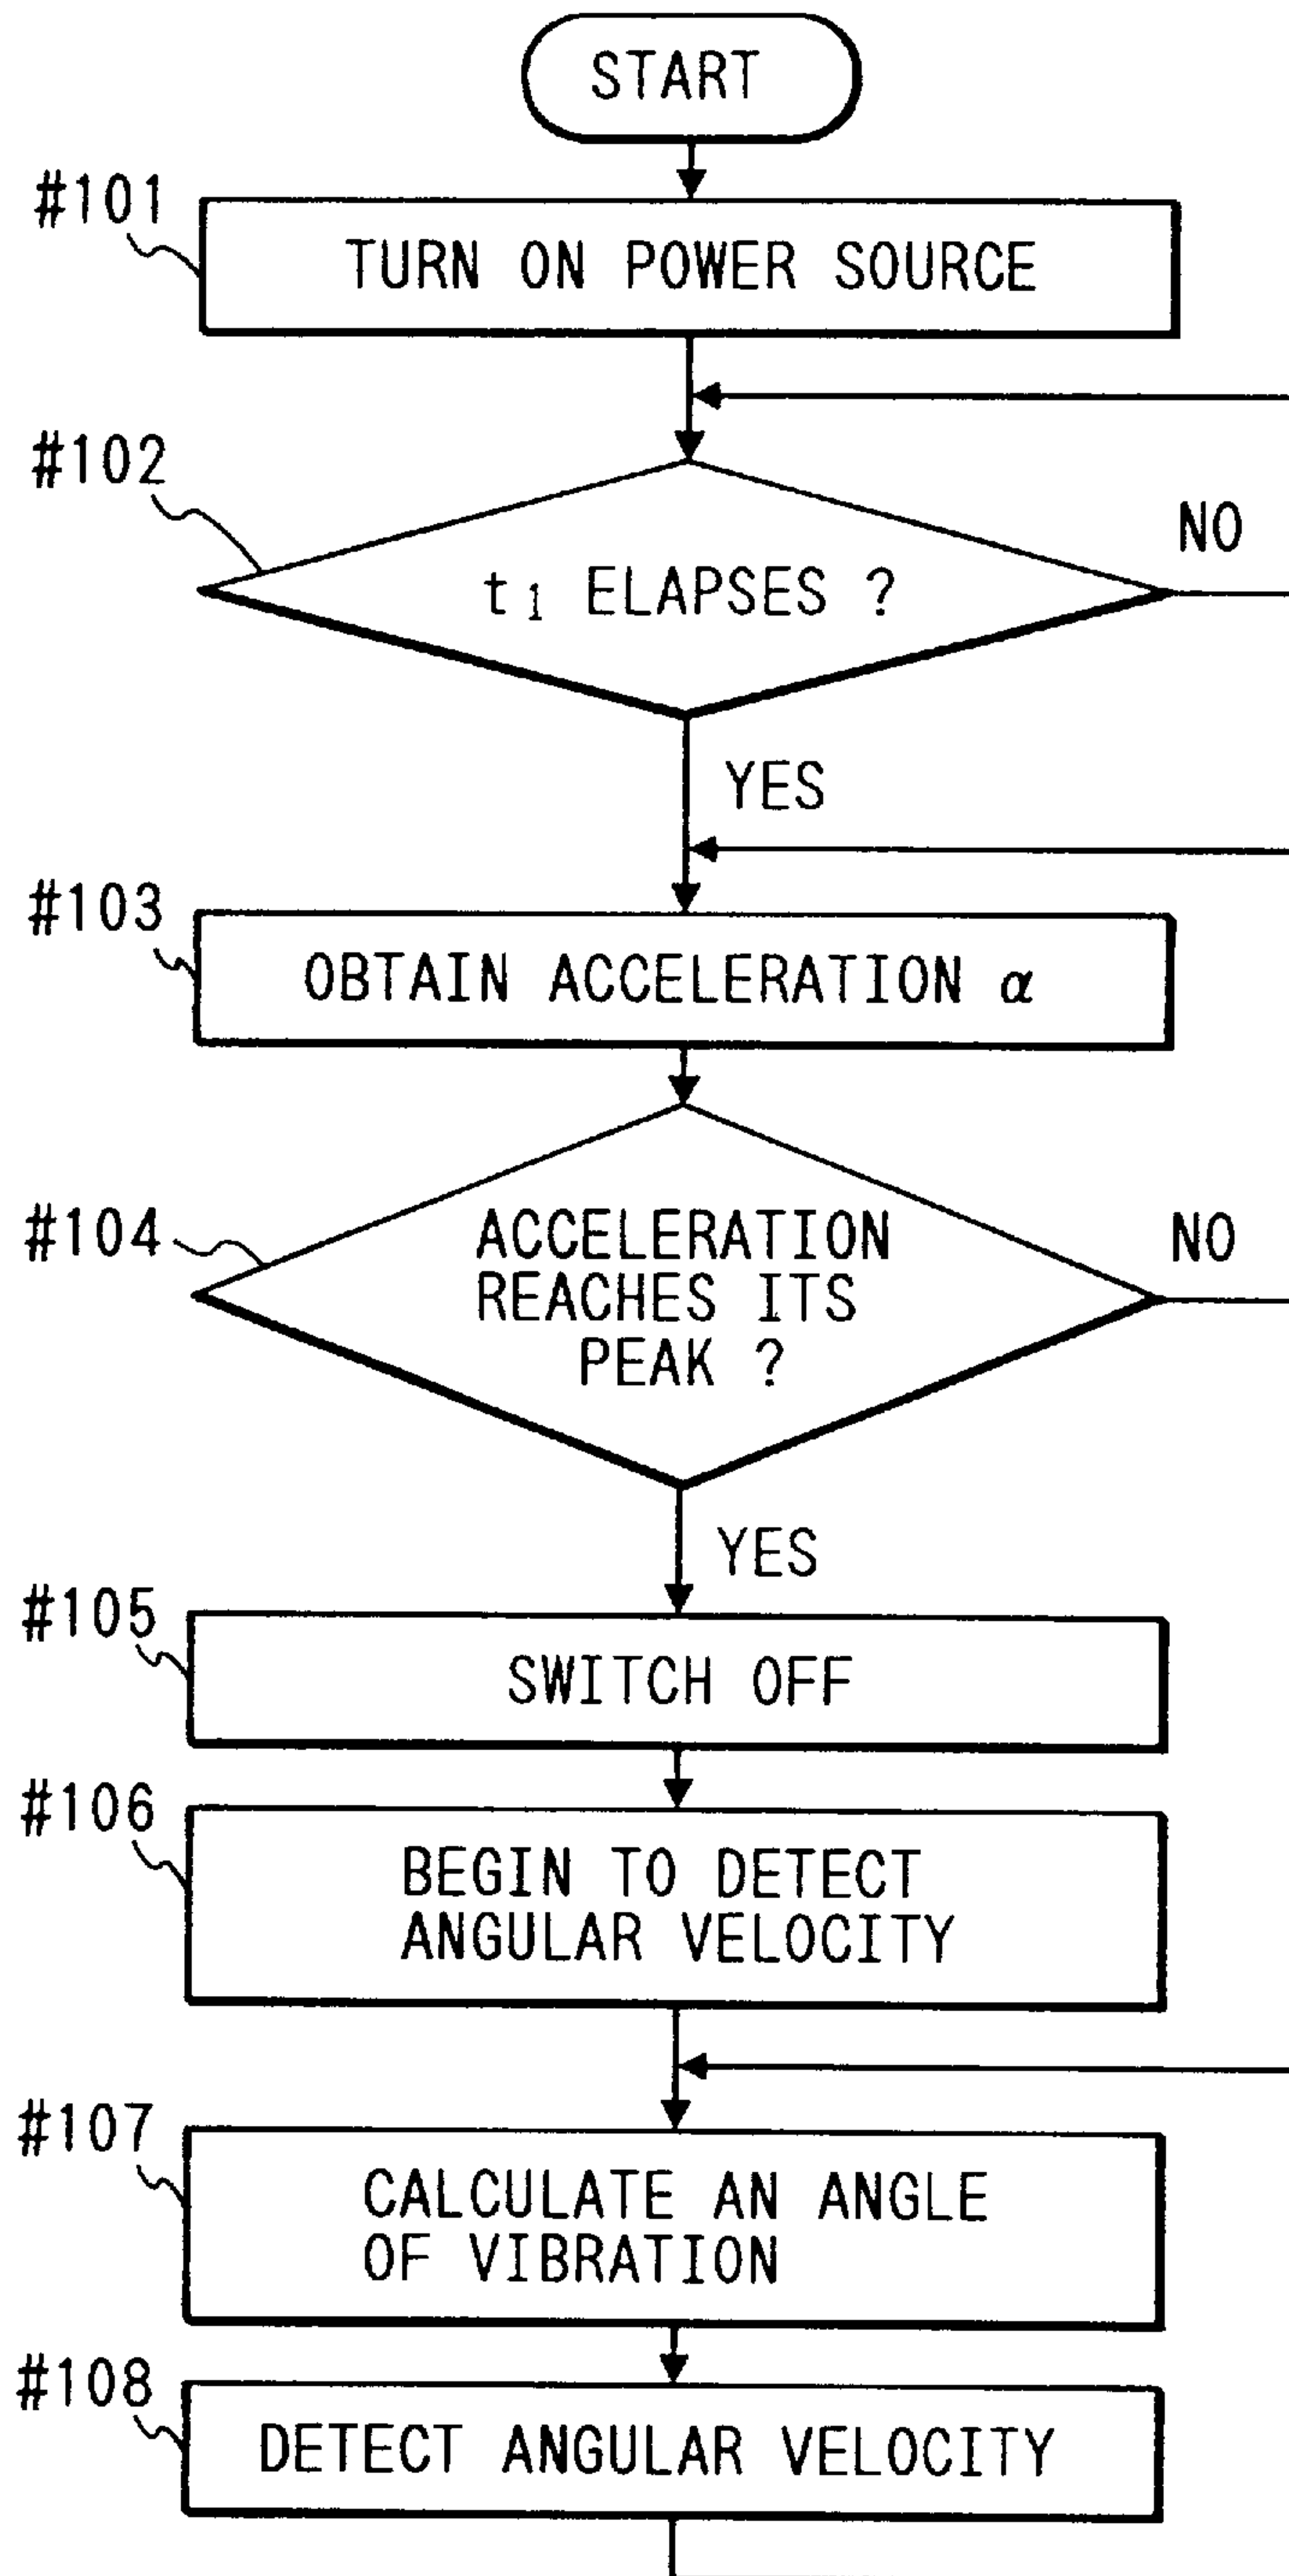 START
#101
TURN ON POWER SOURCE
#102
t₁ ELAPSES ?
NO
YES
#103
OBTAIN ACCELERATION α
#104
ACCELERATION
REACHES ITS
PEAK ?
NO
YES
#105
SWITCH OFF
#106
BEGIN TO DETECT
ANGULAR VELOCITY
#107
CALCULATE AN ANGLE
OF VIBRATION
#108
DETECT ANGULAR VELOCITY